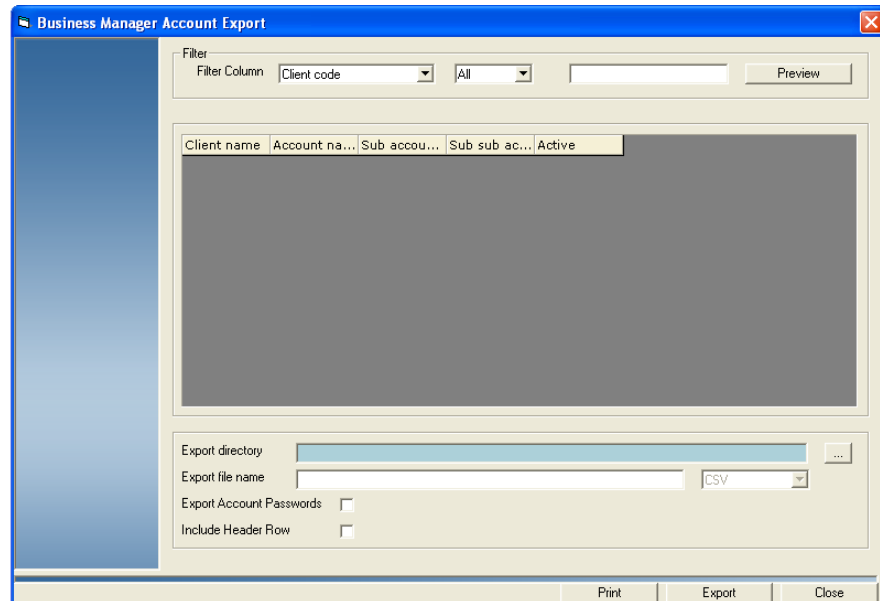 Business Manager Account Export
Filter
Filter Column Client code All Preview
Client name Account na... Sub accou... Sub sub ac... Active
Export directory ...
Export file name CSV
Export Account Passwords
Include Header Row
Print Export Close